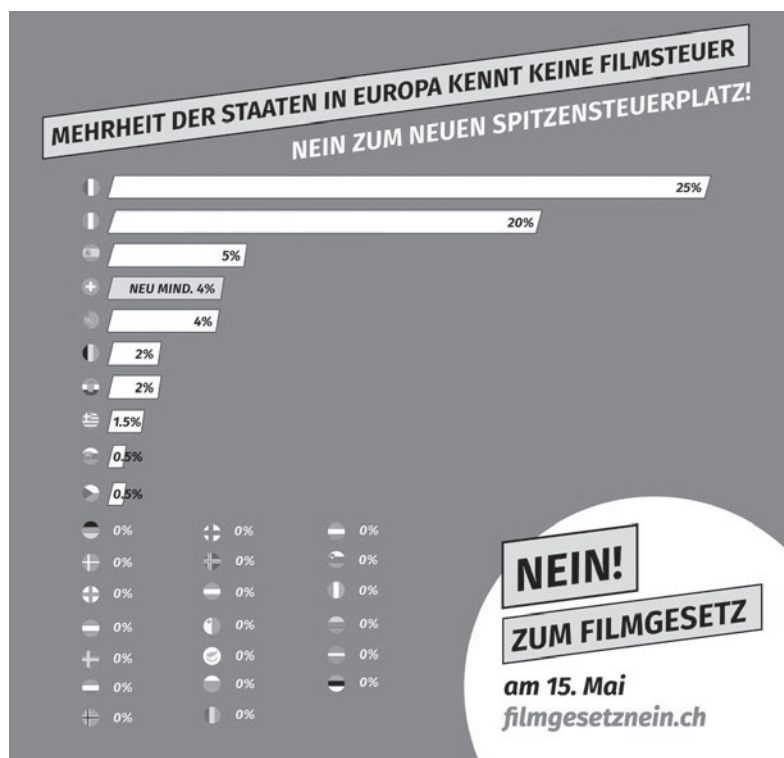 MEHRHEIT DER STAATEN IN EUROPA KENNT KEINE FILMSTEUER
NEIN ZUM NEUEN SPITZENSTEUERPLATZ!
25%
20%
5%
NEU MIND. 4%
4%
2%
2%
1.5%
0.5%
0.5%
0% 0% 0%
0% 0% 0%
0% 0% 0%
0% 0% 0%
0% 0% 0%
0% 0% 0%
0% 0%
NEIN!
ZUM FILMGESETZ
am 15. Mai
filmgesetznein.ch